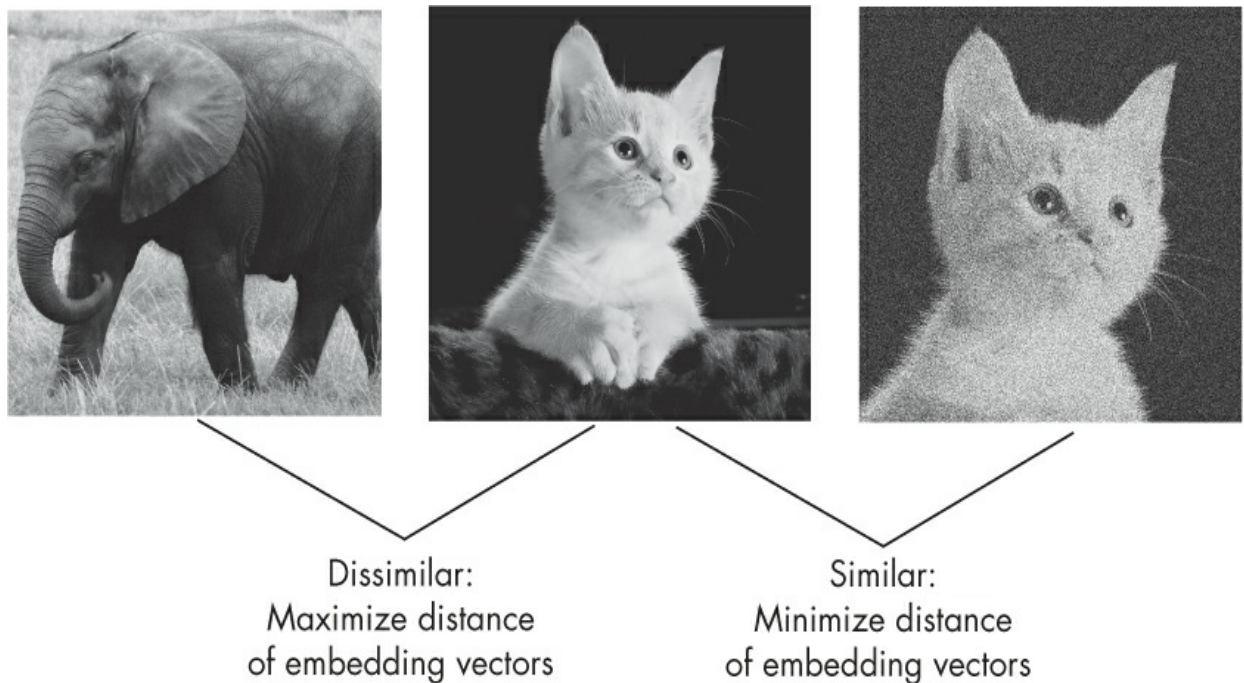 Dissimilar:
Maximize distance
of embedding vectors
Similar:
Minimize distance
of embedding vectors